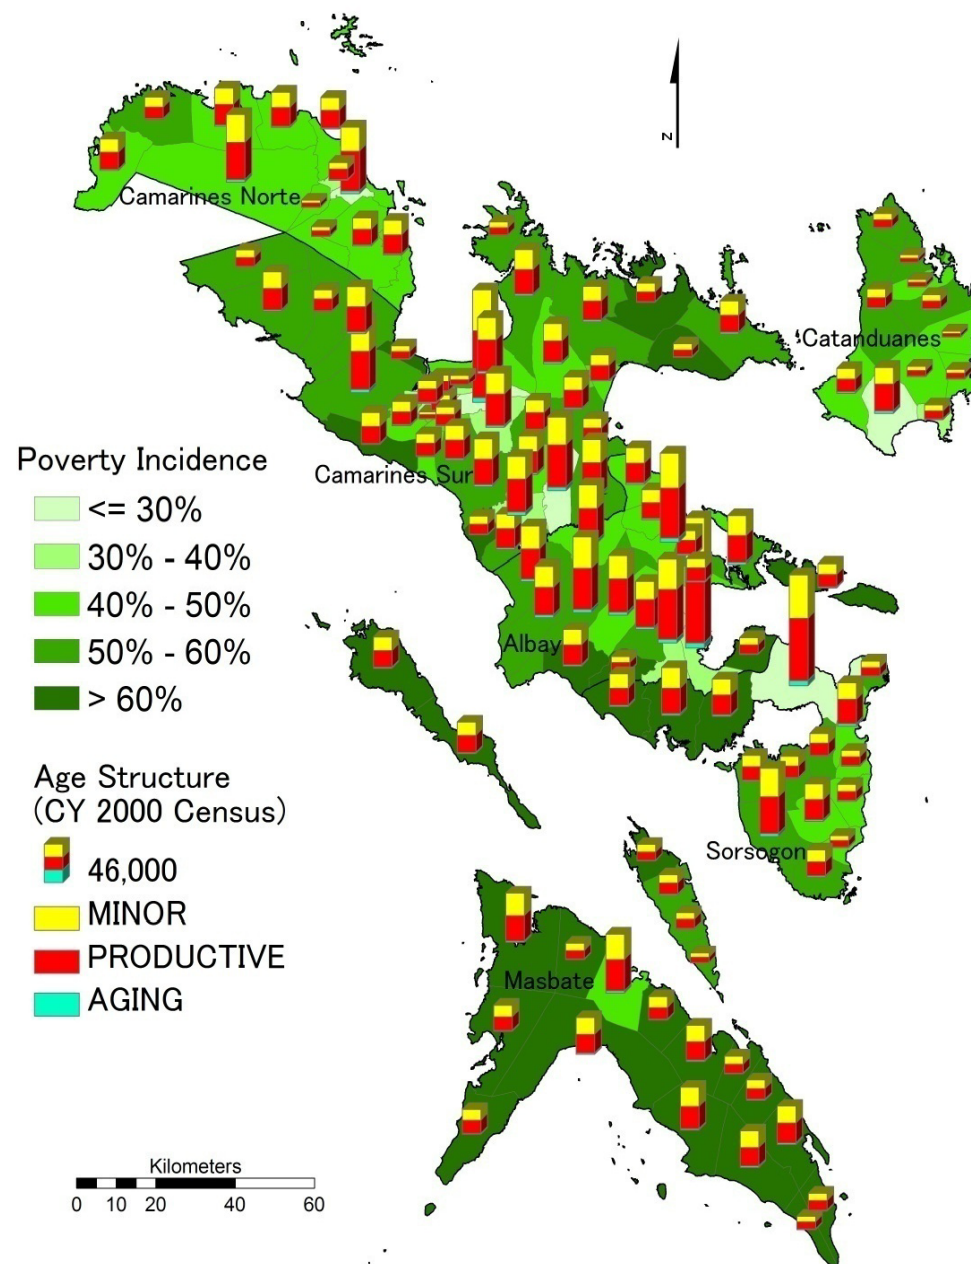 N
Camarines Norte
Catanduanes
Poverty Incidence
<= 30%
30% - 40%
40% - 50%
50% - 60%
> 60%
Camarines Sur
Albay
Age Structure
(CY 2000 Census)
46,000
MINOR
PRODUCTIVE
AGING
Sorsogon
Masbate
Kilometers
0 10 20 40 60